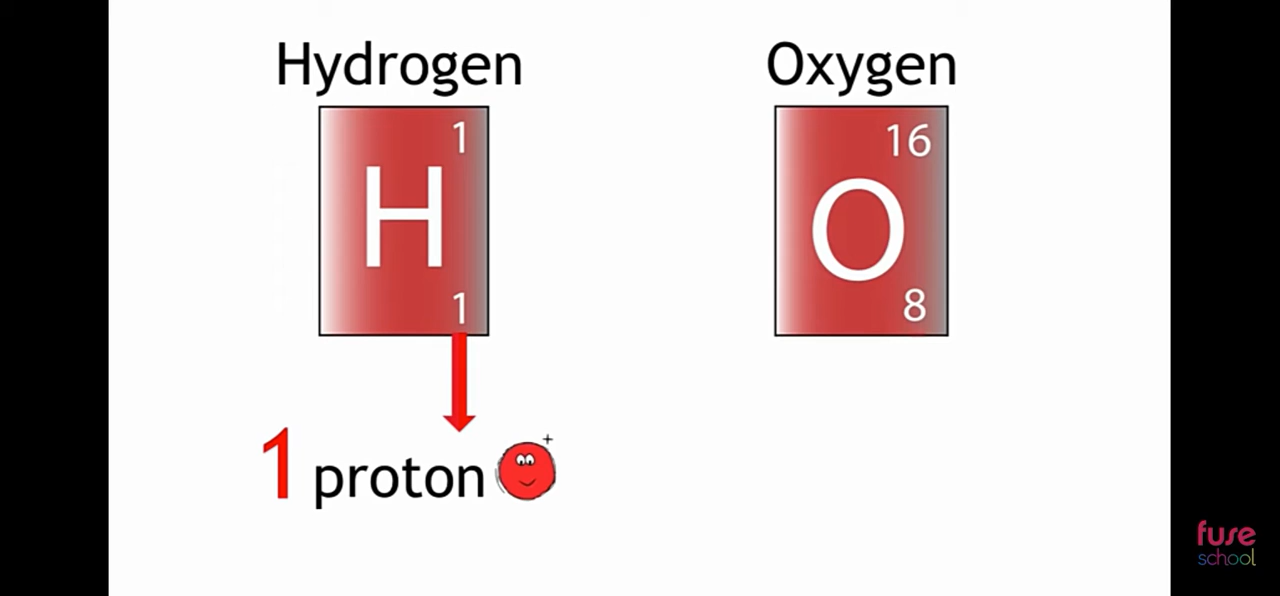 Hydrogen
1
H
1
1 proton +
Oxygen
16
O
8
fuse
school